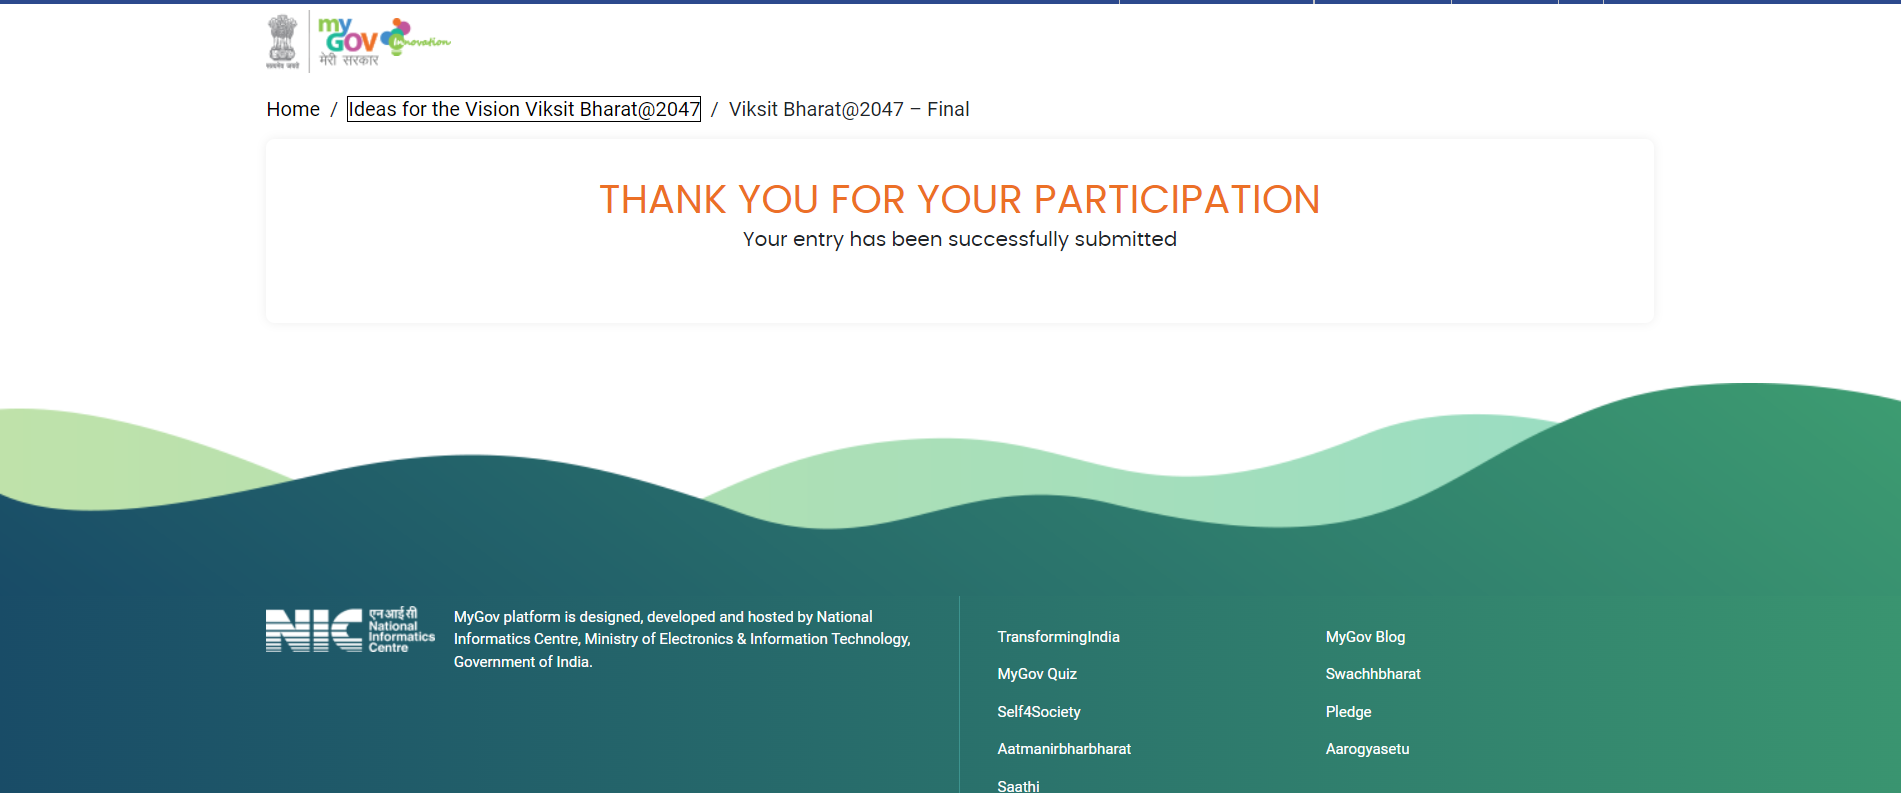 सत्यमेव जयते
my
GOV Innovation
मेरी सरकार
Home / Ideas for the Vision Viksit Bharat@2047 / Viksit Bharat@2047 – Final
THANK YOU FOR YOUR PARTICIPATION
Your entry has been successfully submitted
NIC
एन आई सी
National
Informatics
Centre
MyGov platform is designed, developed and hosted by National
Informatics Centre, Ministry of Electronics & Information Technology,
Government of India.
TransformingIndia
MyGov Quiz
Self4Society
Aatmanirbharbharat
Saathi
MyGov Blog
Swachhbharat
Pledge
Aarogyasetu